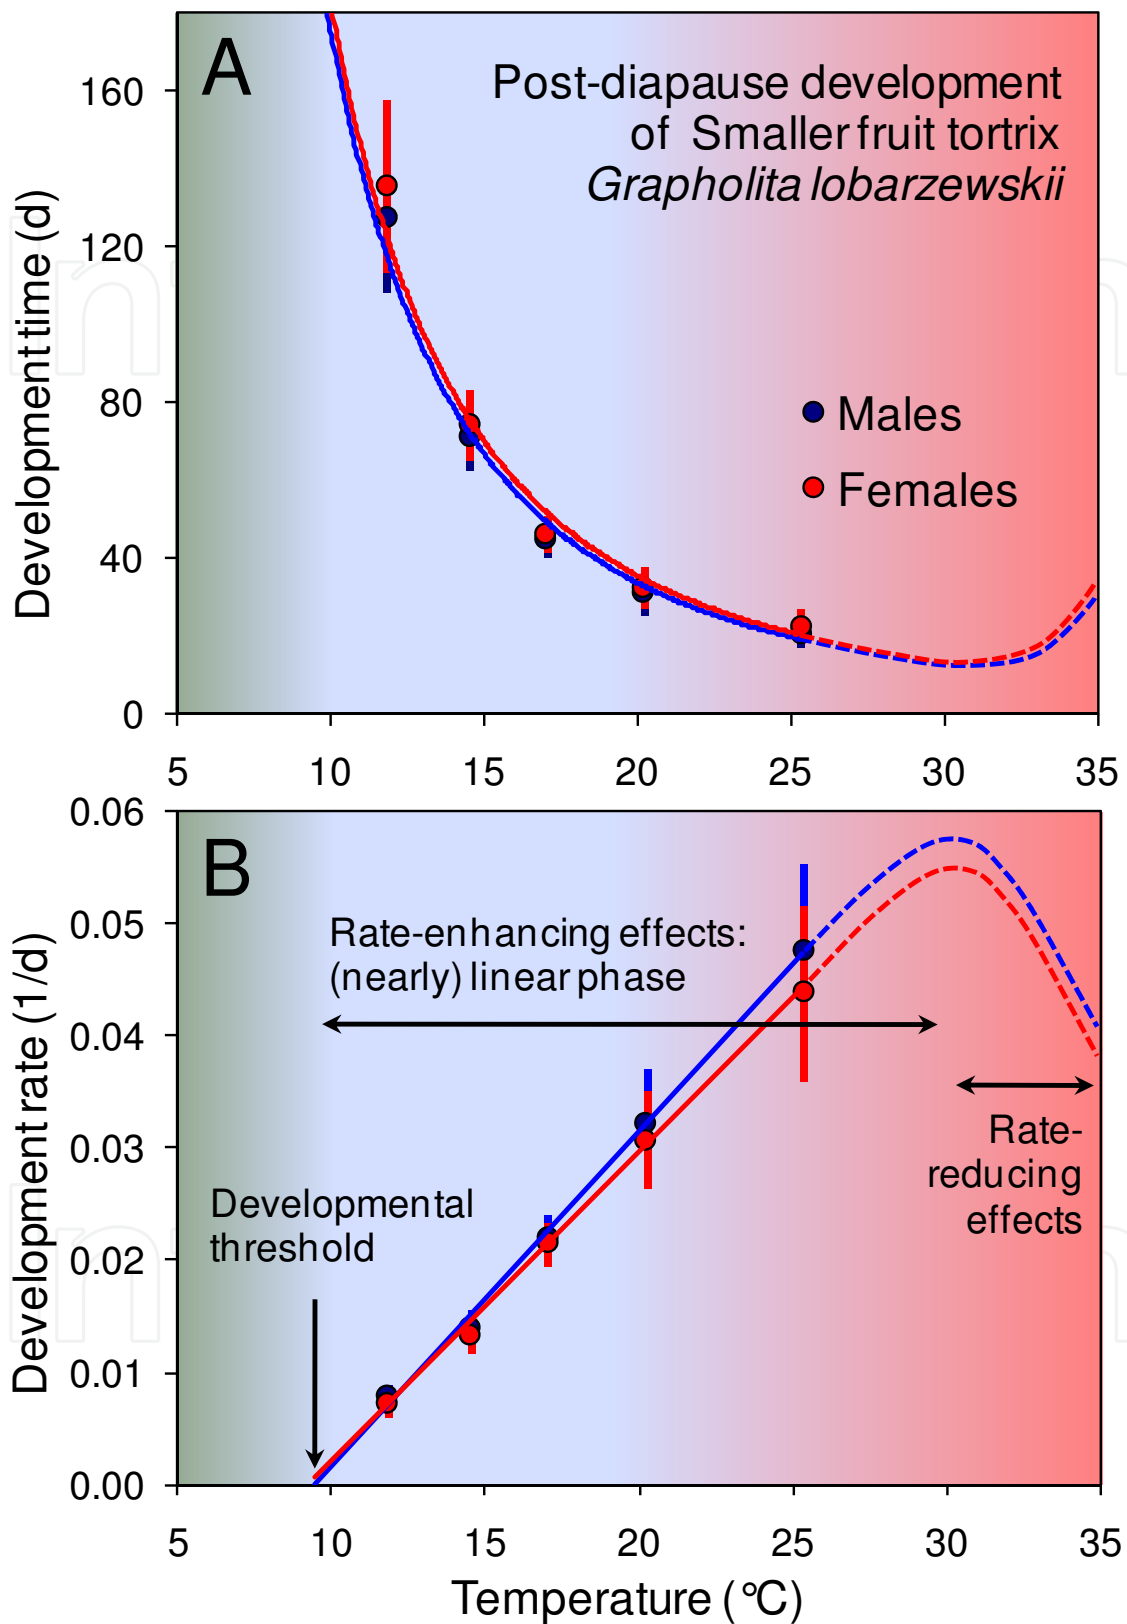 A
Post-diapause development
of Smaller fruit tortrix
Grapholita lobarzewskii
Males
Females
Development time (d)
160
120
80
40
0
5 10 15 20 25 30 35
B
Rate-enhancing effects:
(nearly) linear phase
Developmental
threshold
Rate-
reducing
effects
Development rate (1/d)
0.06
0.05
0.04
0.03
0.02
0.01
0.00
5 10 15 20 25 30 35
Temperature (°C)